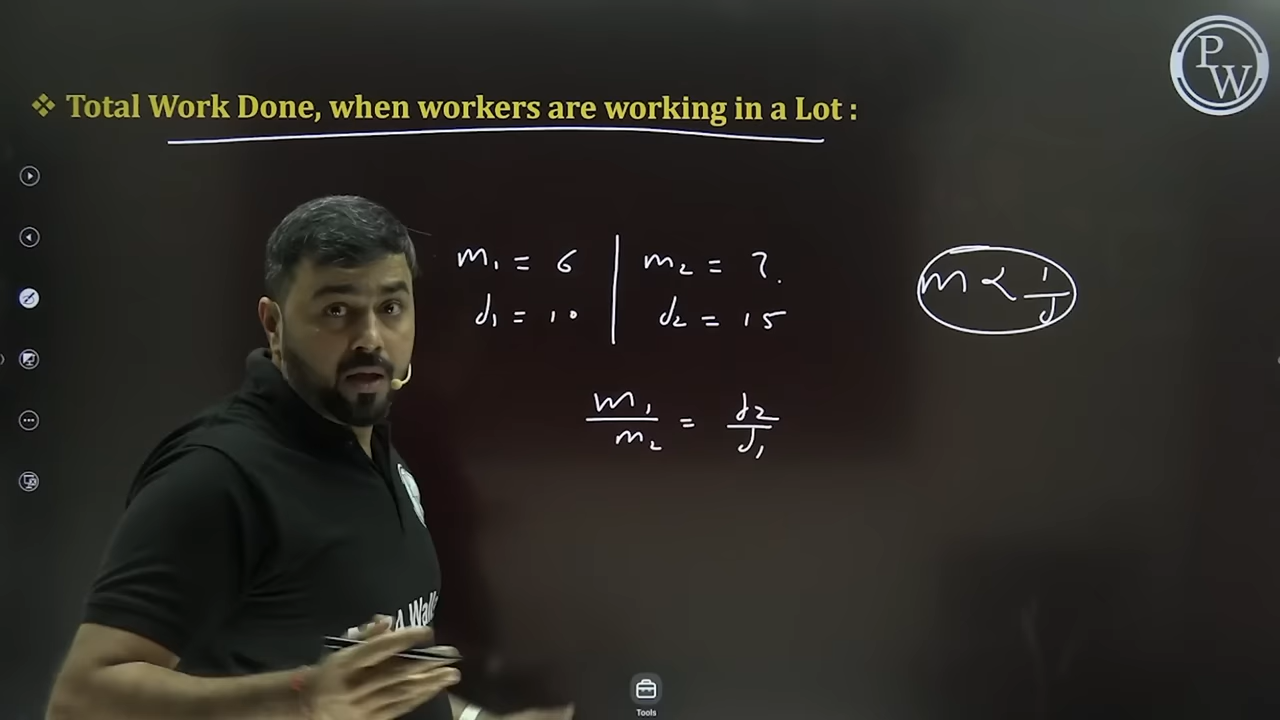 PW
❖ Total Work Done, when workers are working in a Lot :
m₁ = 6 | m₂ = ?
d₁ = 10 | d₂ = 15
m ∝ 1/d
m₁/m₂ = d₂/d₁
Tools